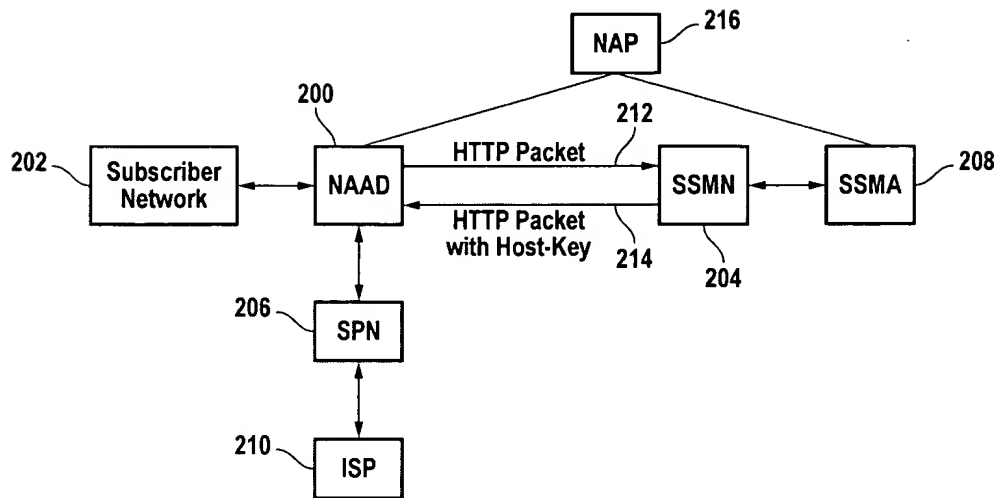 NAP
216
200
212
202
Subscriber
Network
NAAD
HTTP Packet
SSMN
SSMA
208
HTTP Packet
with Host-Key
214
204
206
SPN
210
ISP